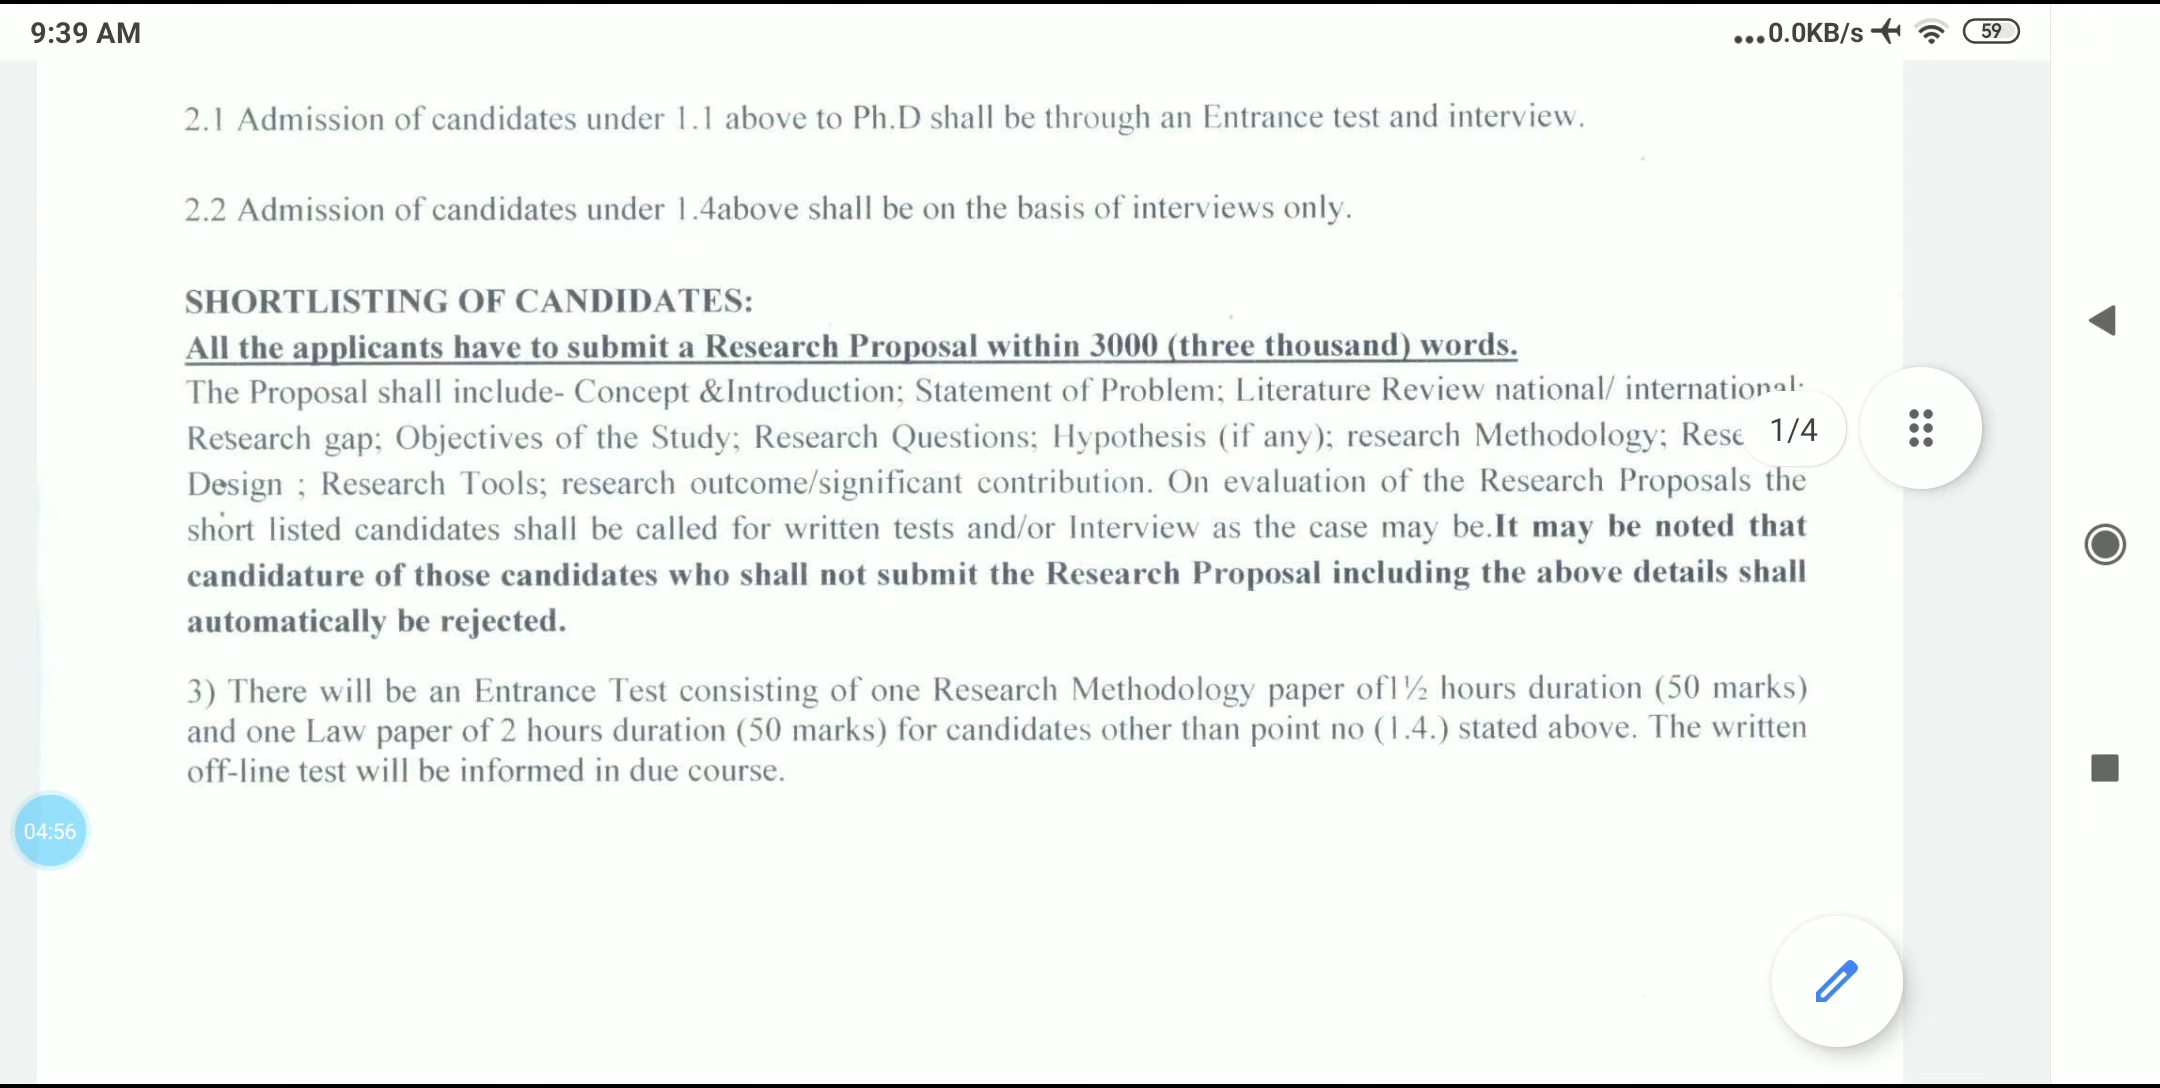 9:39 AM
...0.0KB/s
59
2.1 Admission of candidates under 1.1 above to Ph.D shall be through an Entrance test and interview.
2.2 Admission of candidates under 1.4above shall be on the basis of interviews only.
SHORTLISTING OF CANDIDATES:
All the applicants have to submit a Research Proposal within 3000 (three thousand) words.
The Proposal shall include- Concept &Introduction; Statement of Problem; Literature Review national/ international;
Research gap; Objectives of the Study; Research Questions; Hypothesis (if any); research Methodology;
1/4
Design ; Research Tools; research outcome/significant contribution. On evaluation of the Research Proposals the
short listed candidates shall be called for written tests and/or Interview as the case may be.It may be noted that
candidature of those candidates who shall not submit the Research Proposal including the above details shall
automatically be rejected.
3) There will be an Entrance Test consisting of one Research Methodology paper of1½ hours duration (50 marks)
and one Law paper of 2 hours duration (50 marks) for candidates other than point no (1.4.) stated above. The written
off-line test will be informed in due course.
04:56